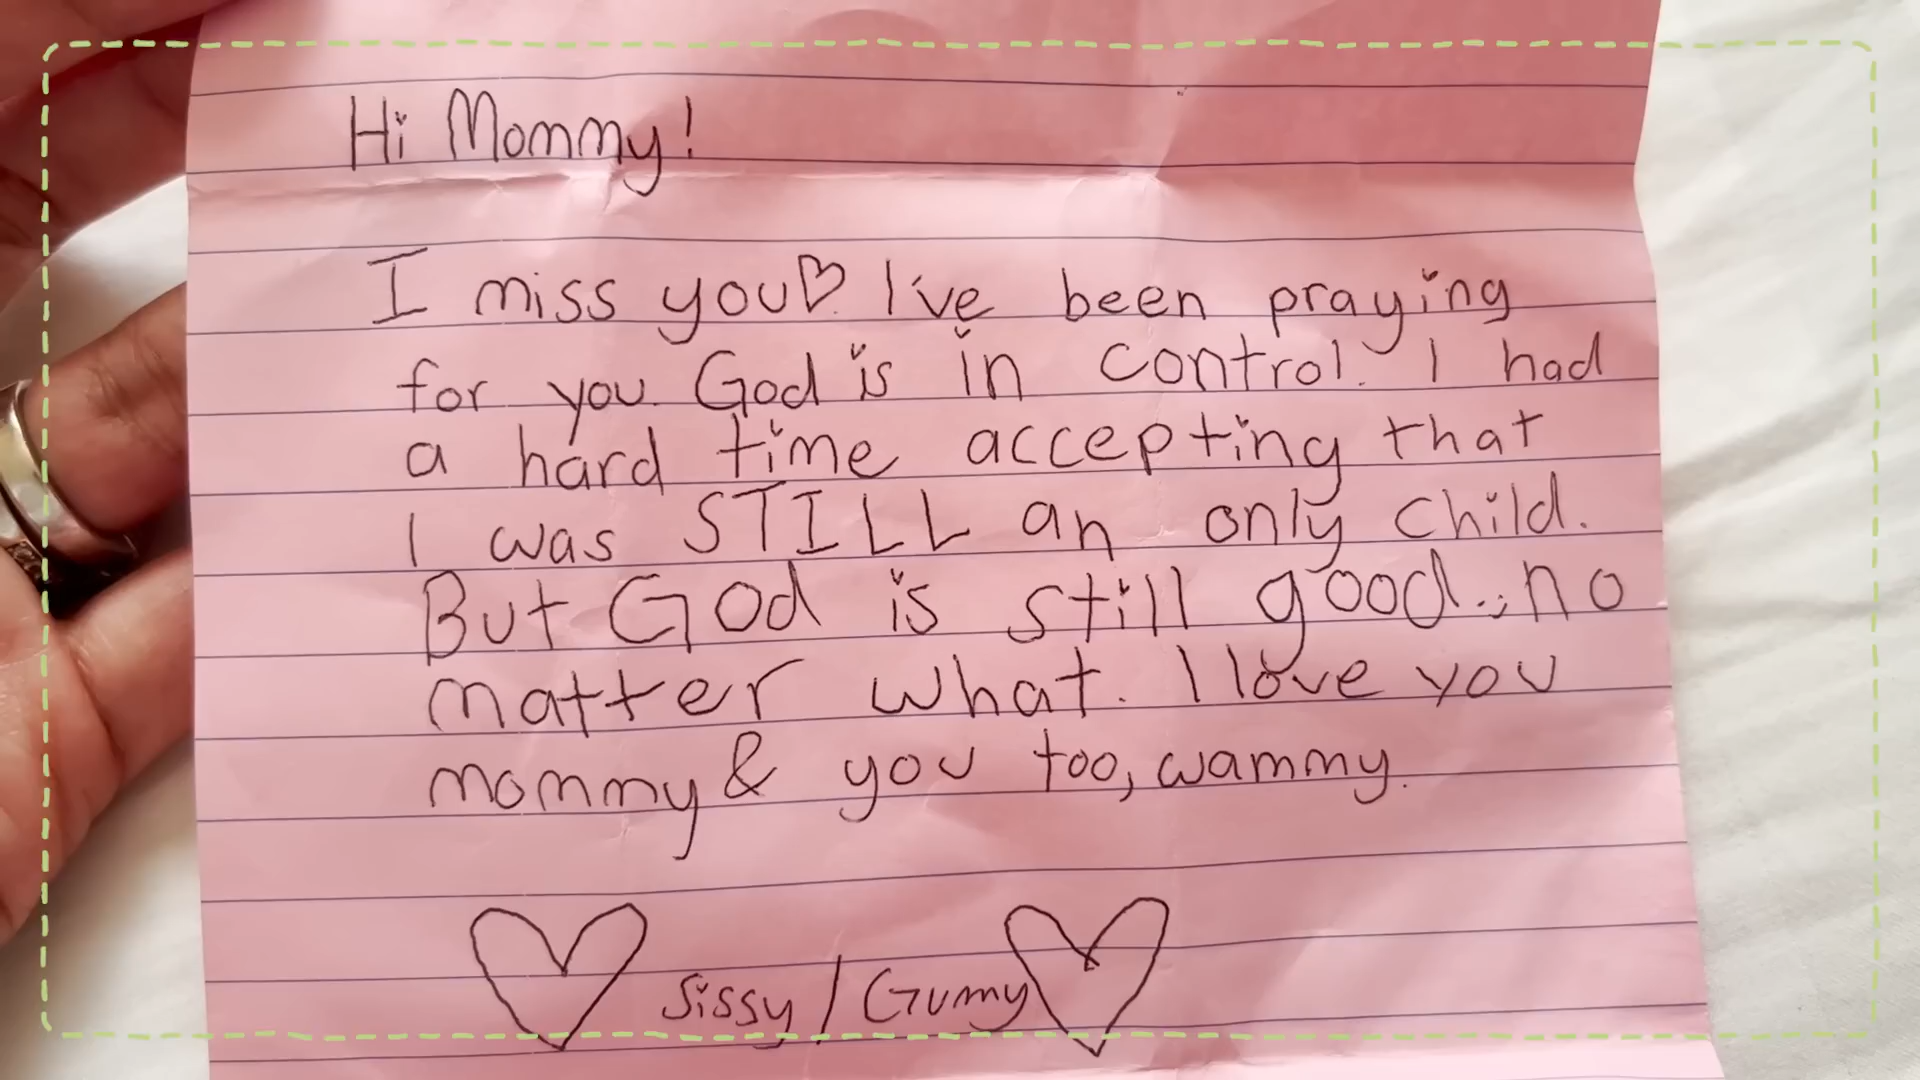 Hi Mommy!
I miss you♡. I've been praying
for you. God is in control. I had
a hard time accepting that
I was STILL an only child.
But God is still good.., no
matter what. I love you
mommy & you too, wammy.
Sissy / Gummy